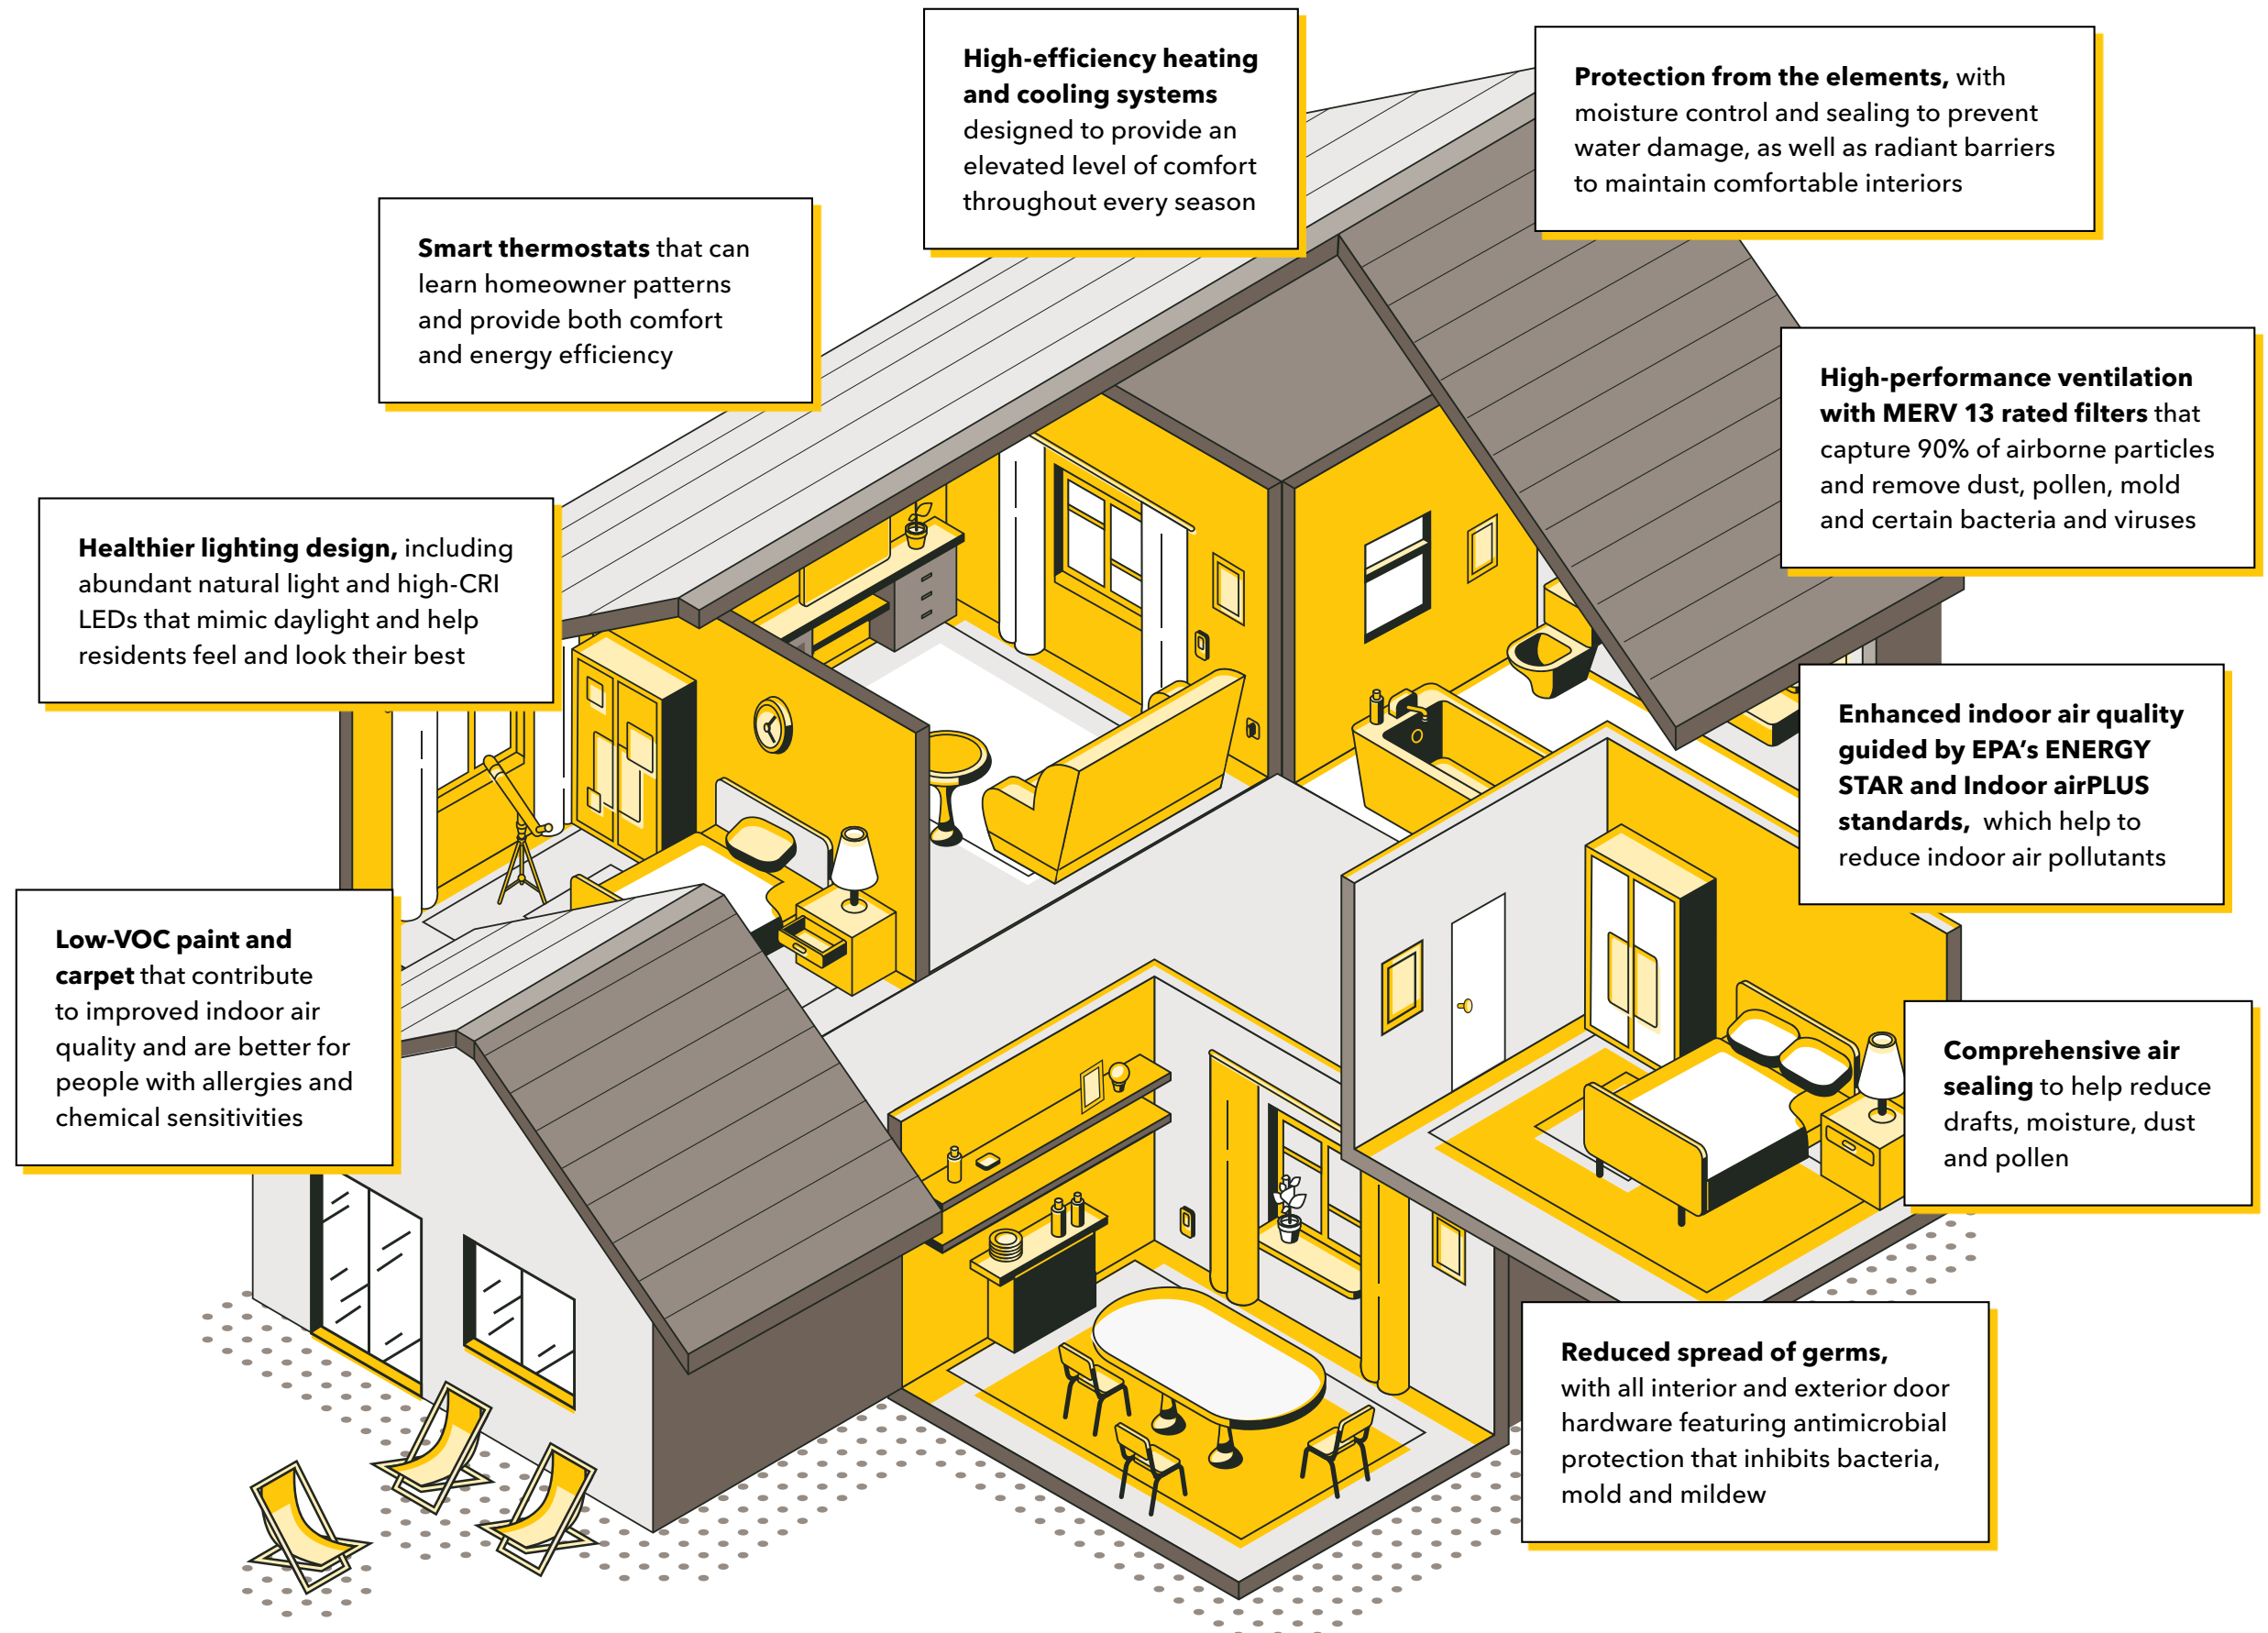 High-efficiency heating
and cooling systems
designed to provide an
elevated level of comfort
throughout every season
Protection from the elements, with
moisture control and sealing to prevent
water damage, as well as radiant barriers
to maintain comfortable interiors
Smart thermostats that can
learn homeowner patterns
and provide both comfort
and energy efficiency
High-performance ventilation
with MERV 13 rated filters that
capture 90% of airborne particles
and remove dust, pollen, mold
and certain bacteria and viruses
Healthier lighting design, including
abundant natural light and high-CRI
LEDs that mimic daylight and help
residents feel and look their best
Enhanced indoor air quality
guided by EPA’s ENERGY
STAR and Indoor airPLUS
standards, which help to
reduce indoor air pollutants
Low-VOC paint and
carpet that contribute
to improved indoor air
quality and are better for
people with allergies and
chemical sensitivities
Comprehensive air
sealing to help reduce
drafts, moisture, dust
and pollen
Reduced spread of germs,
with all interior and exterior door
hardware featuring antimicrobial
protection that inhibits bacteria,
mold and mildew